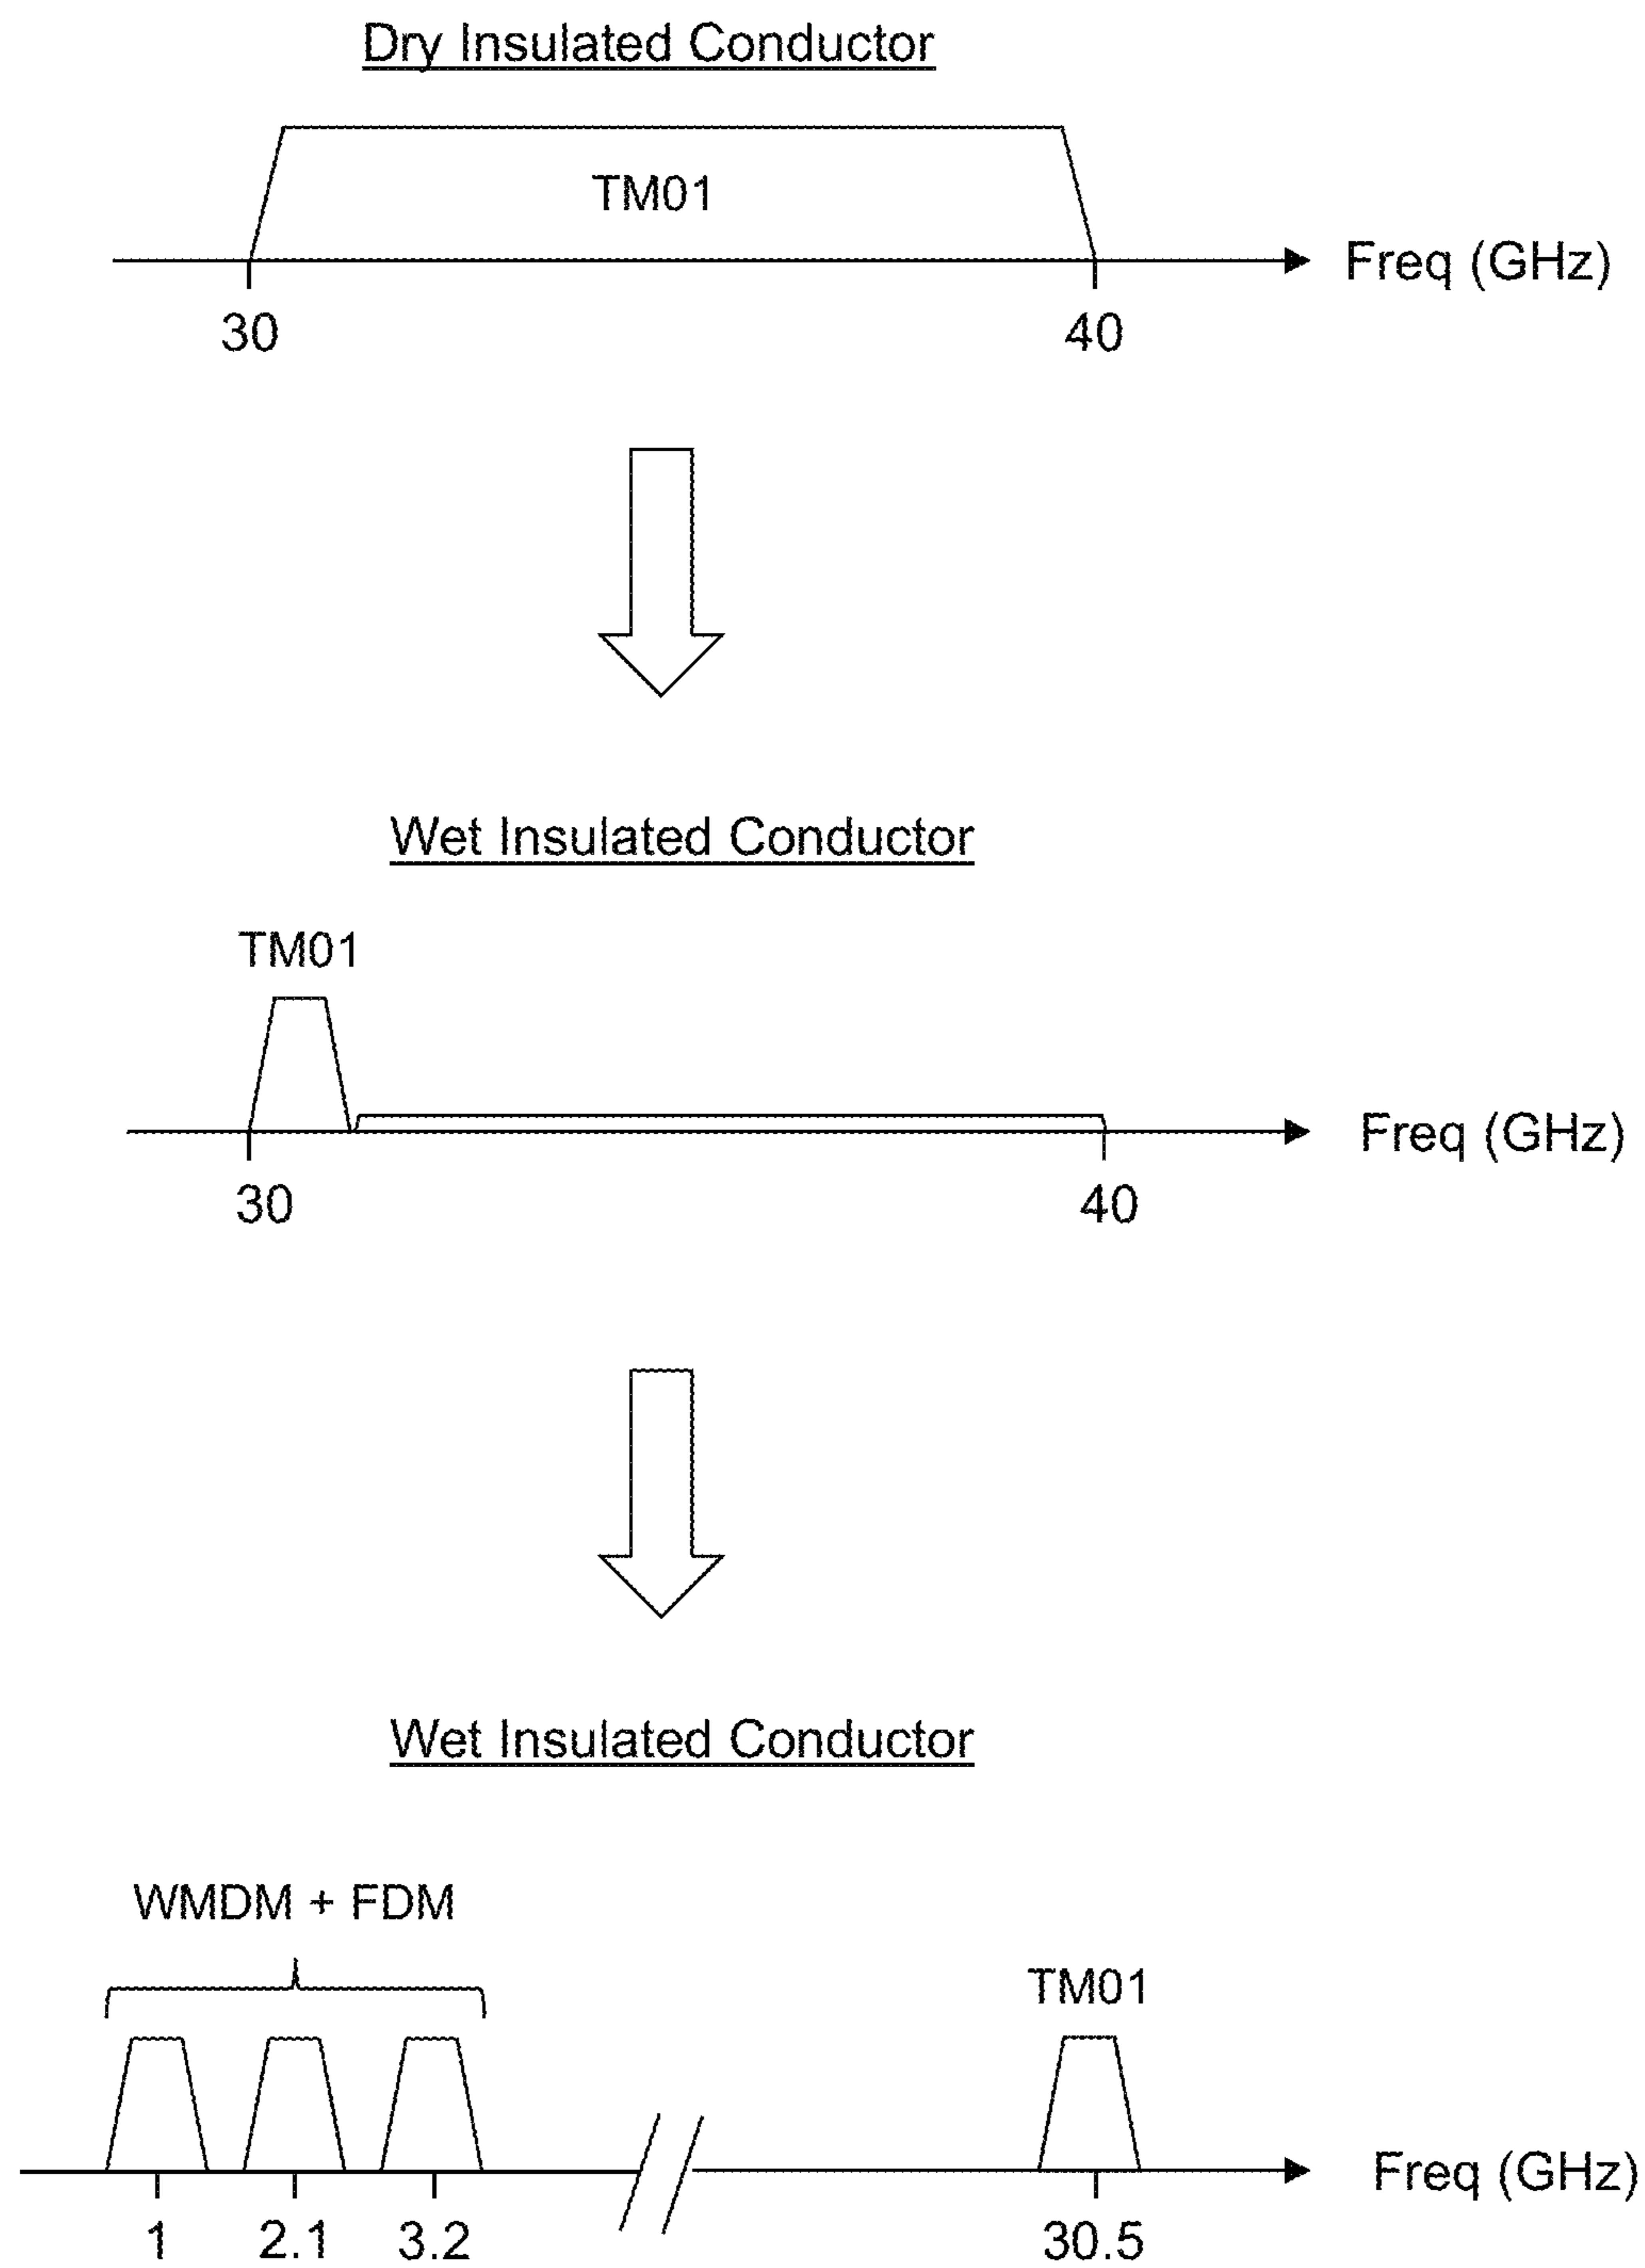 Dry Insulated Conductor
TM01
Freq (GHz)
30 40
Wet Insulated Conductor
TM01
Freq (GHz)
30 40
Wet Insulated Conductor
WMDM + FDM
TM01
Freq (GHz)
1 2.1 3.2 30.5